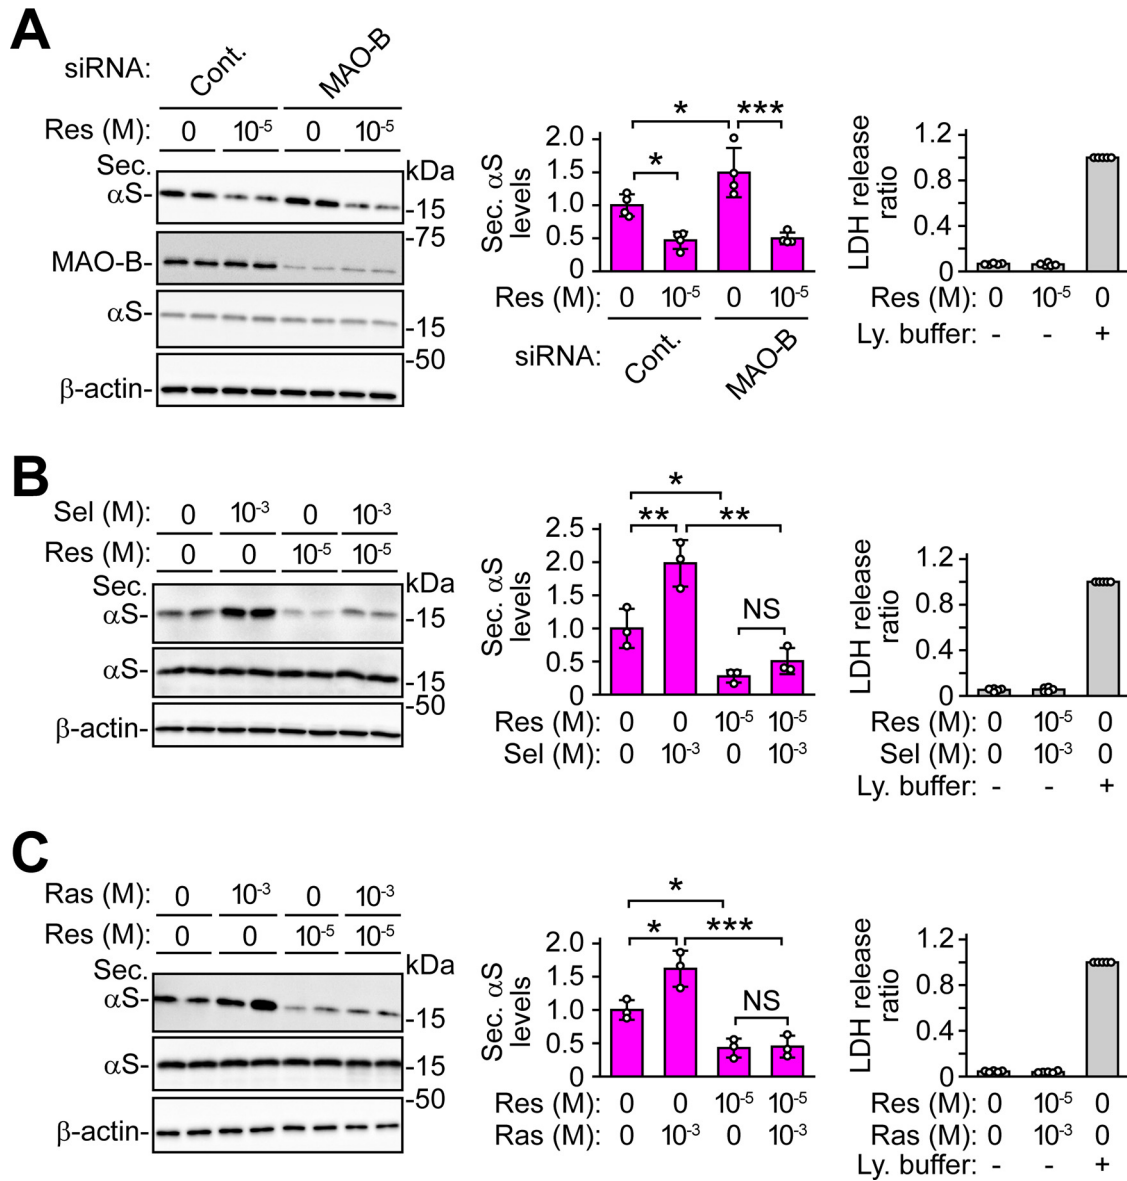 A
siRNA: Cont. MAO-B
Res (M): 0 10-5 0 10-5
Sec. kDa
αS- -15
-75
MAO-B-
αS- -15
-50
β-actin-
Sec. αS levels
2.0
1.5
1.0
0.5
0
* * ***
Res (M): 0 10-5 0 10-5
siRNA: Cont. MAO-B
LDH release ratio
1.2
0.8
0.4
0
Res (M): 0 10-5 0
Ly. buffer: - - +
B
Sel (M): 0 10-3 0 10-3
Res (M): 0 0 10-5 10-5
Sec. kDa
αS- -15
αS- -15
-50
β-actin-
Sec. αS levels
2.5
2.0
1.5
1.0
0.5
0
*
** **
NS
Res (M): 0 0 10-5 10-5
Sel (M): 0 10-3 0 10-3
LDH release ratio
1.2
0.8
0.4
0
Res (M): 0 10-5 0
Sel (M): 0 10-3 0
Ly. buffer: - - +
C
Ras (M): 0 10-3 0 10-3
Res (M): 0 0 10-5 10-5
Sec. kDa
αS- -15
αS- -15
-50
β-actin-
Sec. αS levels
2.0
1.5
1.0
0.5
0
*
* ***
NS
Res (M): 0 0 10-5 10-5
Ras (M): 0 10-3 0 10-3
LDH release ratio
1.2
0.8
0.4
0
Res (M): 0 10-5 0
Ras (M): 0 10-3 0
Ly. buffer: - - +